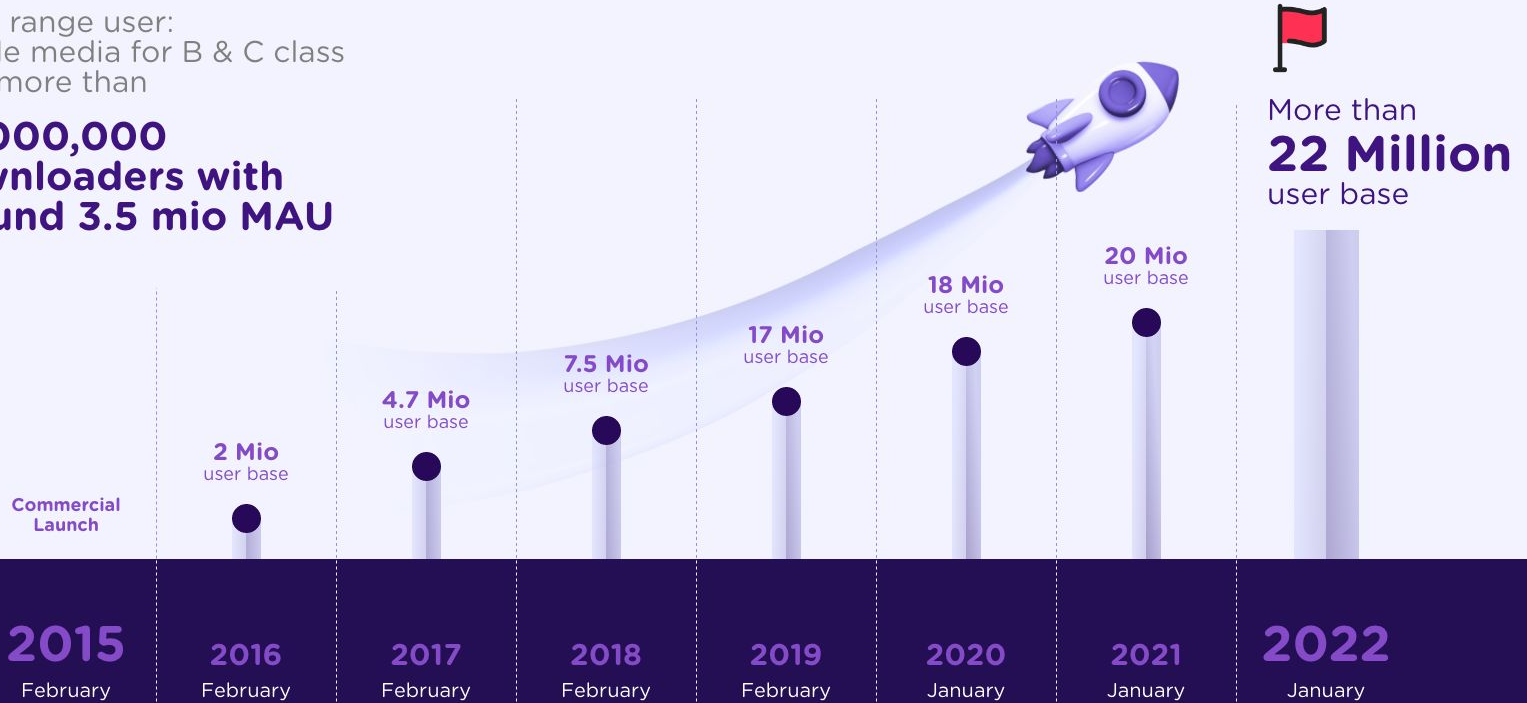 range user:
media for B & C class
more than
000,000
with
3.5 mio MAU
More than
22 Million
user base
20 Mio
user base
18 Mio
user base
17 Mio
user base
7.5 Mio
user base
4.7 Mio
user base
2 Mio
user base
Commercial
Launch
2015
February
2016
February
2017
February
2018
February
2019
February
2020
January
2021
January
2022
January